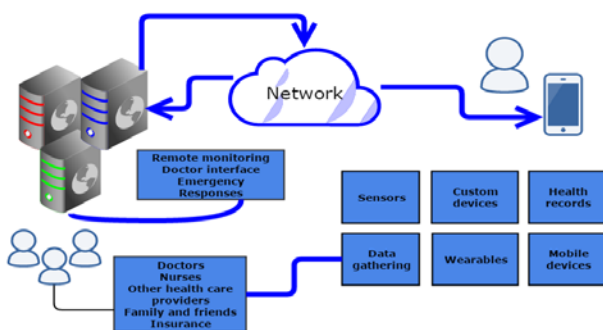 Network
Remote monitoring
Doctor interface
Emergency
Responses
Sensors
Custom
devices
Health
records
Data
gathering
Wearables
Mobile
devices
Doctors
Nurses
Other health care
providers
Family and friends
Insurance